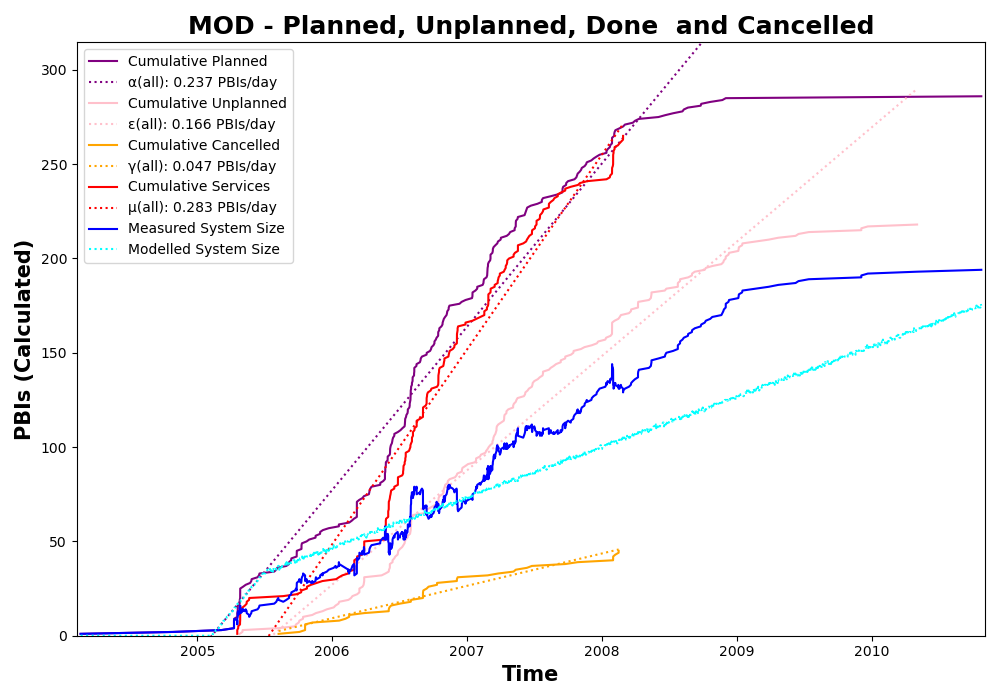 MOD - Planned, Unplanned, Done  and Cancelled
PBIs (Calculated)
300
250
200
150
100
50
0
Cumulative Planned
α(all): 0.237 PBIs/day
Cumulative Unplanned
ε(all): 0.166 PBIs/day
Cumulative Cancelled
γ(all): 0.047 PBIs/day
Cumulative Services
μ(all): 0.283 PBIs/day
Measured System Size
Modelled System Size
2005 2006 2007 2008 2009 2010
Time